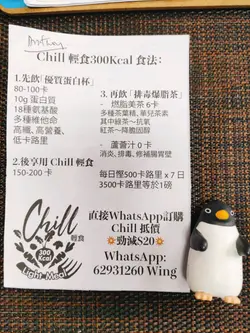 Anthony
Chill 輕食300Kcal 食法：
1.先飲「優質蛋白杯」
80-100卡
10g 蛋白質
18種氨基酸
多種維他命
高纖, 高營養,
低卡路里
2.後享用 Chill 輕食
150-200 卡
3. 再飲「排毒爆脂茶」
- 燃脂美茶 6卡
多種茶葉精, 華兒茶素
其中綠茶～抗氧
紅茶～降膽固醇
- 蘆薈汁 0卡
消炎, 排毒, 修補腸胃壁
每日慳500卡路里 x 7 日
3500卡路里等於1磅
Chill
輕食
300
Kcal
Light Meal
直接WhatsApp訂購
Chill 抵價
💥勁減$20💥
WhatsApp:
62931260 Wing